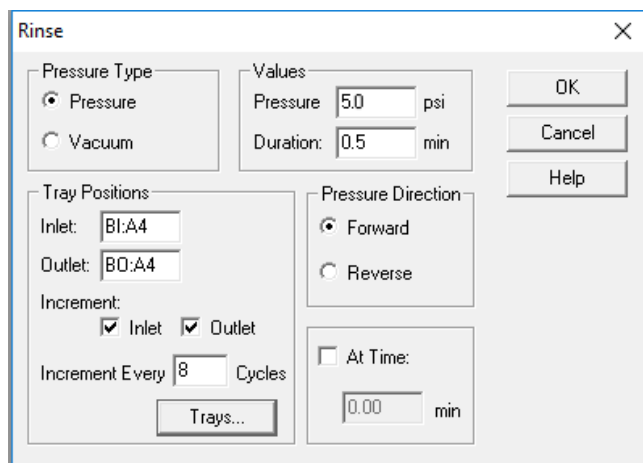 Rinse
Pressure Type
Pressure
Vacuum
Values
Pressure 5.0 psi
Duration: 0.5 min
OK
Cancel
Help
Tray Positions
Inlet: BI:A4
Outlet: BO:A4
Increment:
Inlet Outlet
Increment Every 8 Cycles
Trays...
Pressure Direction
Forward
Reverse
At Time:
0.00 min